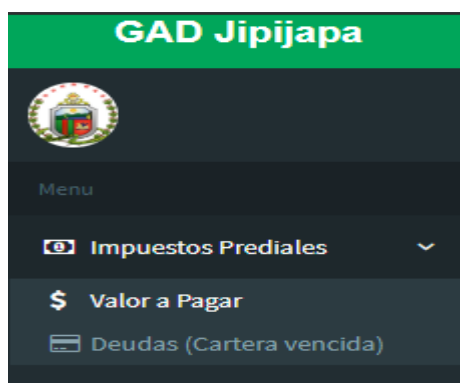 GAD Jipijapa
Menu
Impuestos Prediales
$ Valor a Pagar
Deudas (Cartera vencida)